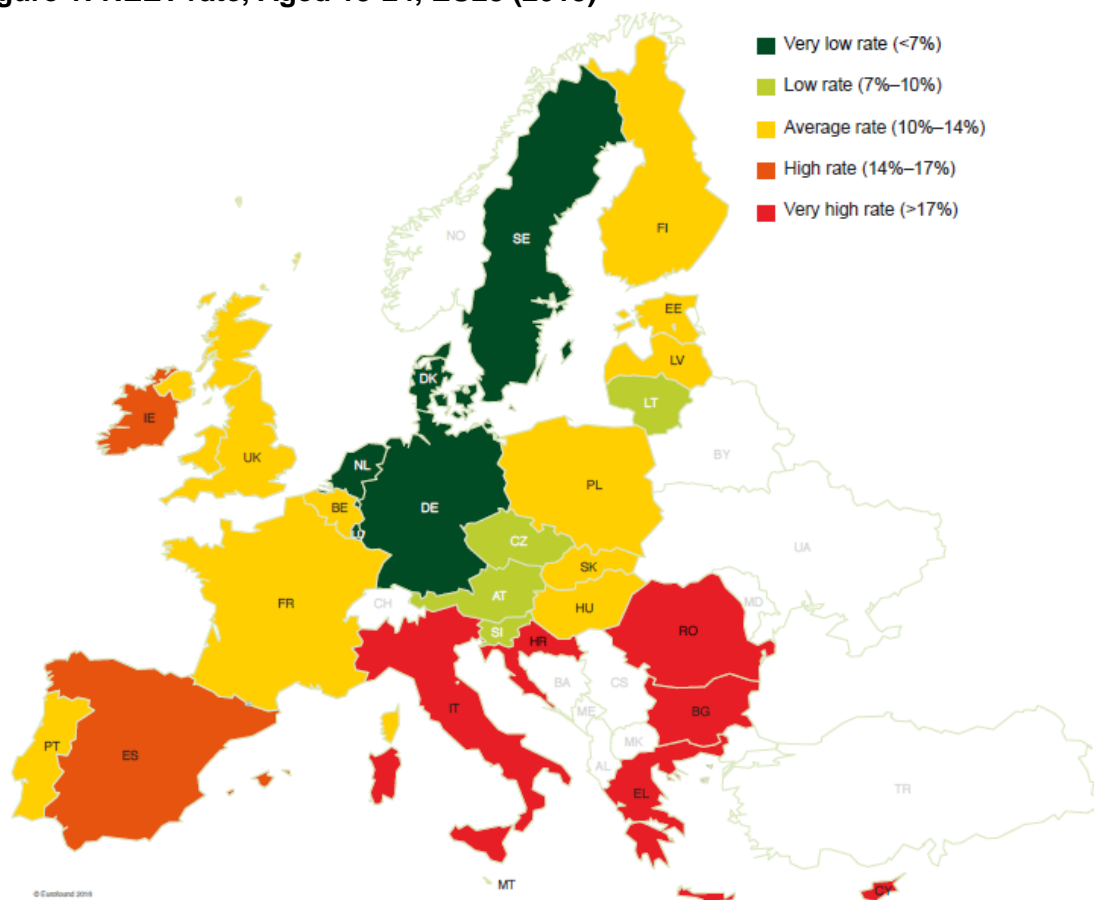 Very low rate (<7%)
Low rate (7%–10%)
Average rate (10%–14%)
High rate (14%–17%)
Very high rate (>17%)
NO
SE
FI
EE
LV
LT
DK
IE
UK
NL
BY
BE
DE
PL
LU
CZ
UA
SK
FR
CH
AT
HU
MD
SI
HR
RO
BA
CS
IT
ME
BG
PT
ES
MK
AL
EL
TR
MT
CY
© Eurofound 2016